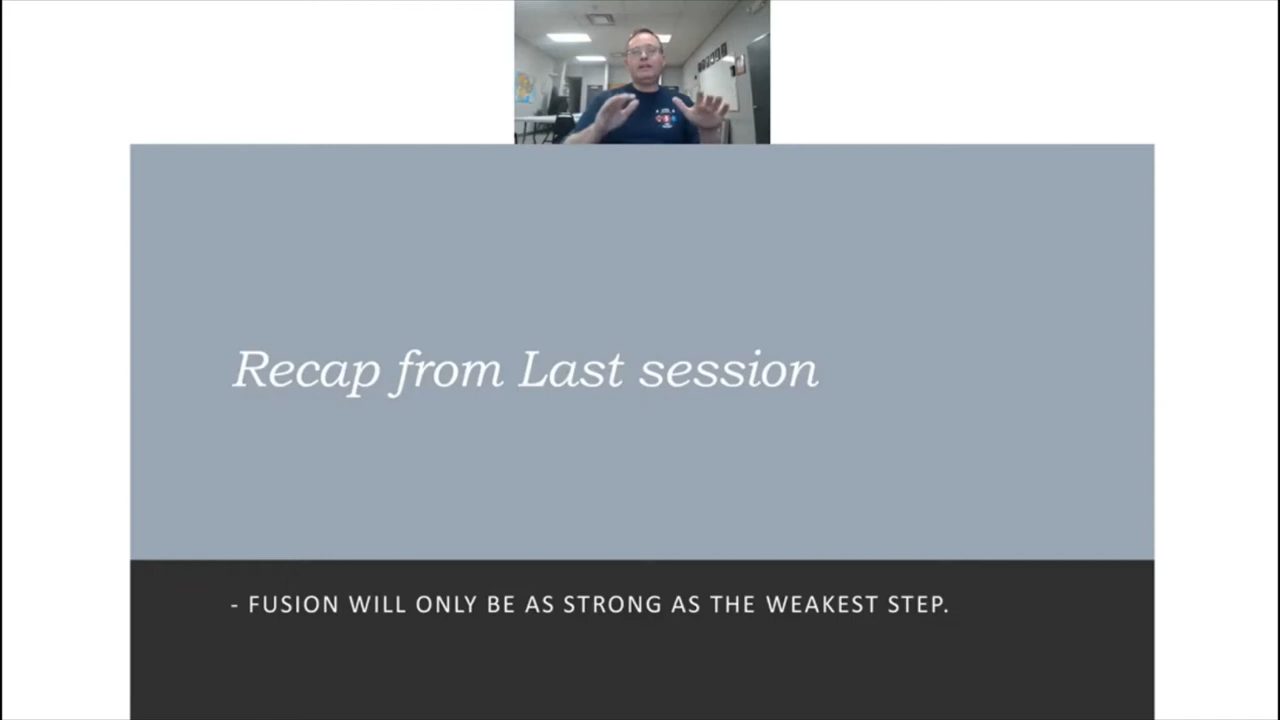 Recap from Last session
- FUSION WILL ONLY BE AS STRONG AS THE WEAKEST STEP.